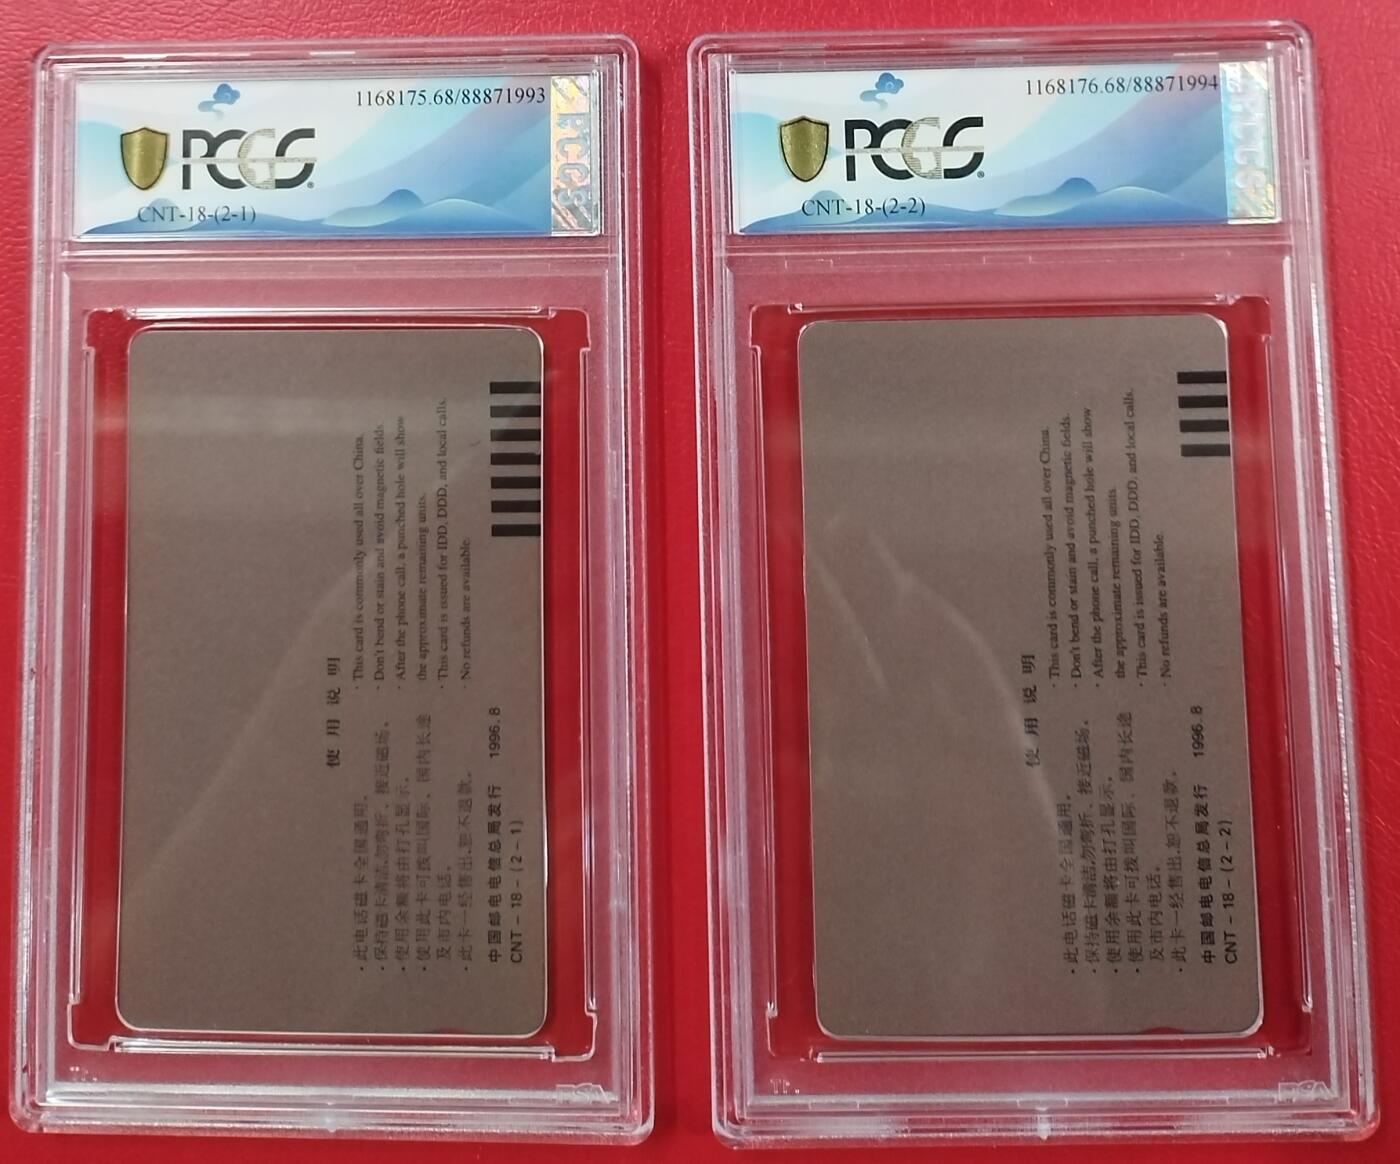 1168175.68/88871993
PCGS
CNT-18-(2-1)
PCGS
使用说明
·此电话磁卡全国通用。
·保持磁卡清洁,勿弯折、接近磁场。
·使用余额将由打孔显示。
·使用此卡可拨叫国际、国内长途
及市内电话。
·此卡一经售出,恕不退款。
·This card is commonly used all over China.
·Don't bend or stain and avoid magnetic fields.
·After the phone call, a punched hole will show
the approximate remaining units.
·This card is issued for IDD, DDD, and local calls.
·No refunds are available.
中国邮电电信总局发行 1996.8
CNT-18-(2-1)
PSA
1168176.68/88871994
PCGS
CNT-18-(2-2)
PCGS
使用说明
·此电话磁卡全国通用。
·保持磁卡清洁,勿弯折、接近磁场。
·使用余额将由打孔显示。
·使用此卡可拨叫国际、国内长途
及市内电话。
·此卡一经售出,恕不退款。
·This card is commonly used all over China.
·Don't bend or stain and avoid magnetic fields.
·After the phone call, a punched hole will show
the approximate remaining units.
·This card is issued for IDD, DDD, and local calls.
·No refunds are available.
中国邮电电信总局发行 1996.8
CNT-18-(2-2)
PSA